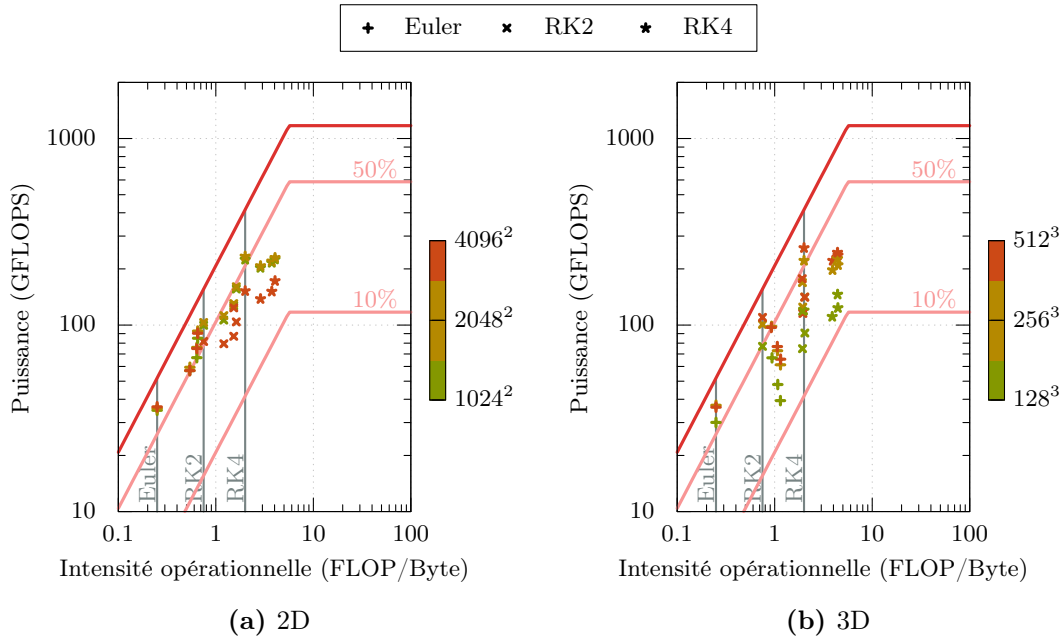 Euler RK2 RK4
Puissance (GFLOPS)
1000
100
10
0.1 1 10 100
50%
10%
Euler
RK2
RK4
Intensité opérationnelle (FLOP/Byte)
4096²
2048²
1024²
(a) 2D
Puissance (GFLOPS)
1000
100
10
0.1 1 10 100
50%
10%
Euler
RK2
RK4
Intensité opérationnelle (FLOP/Byte)
512³
256³
128³
(b) 3D